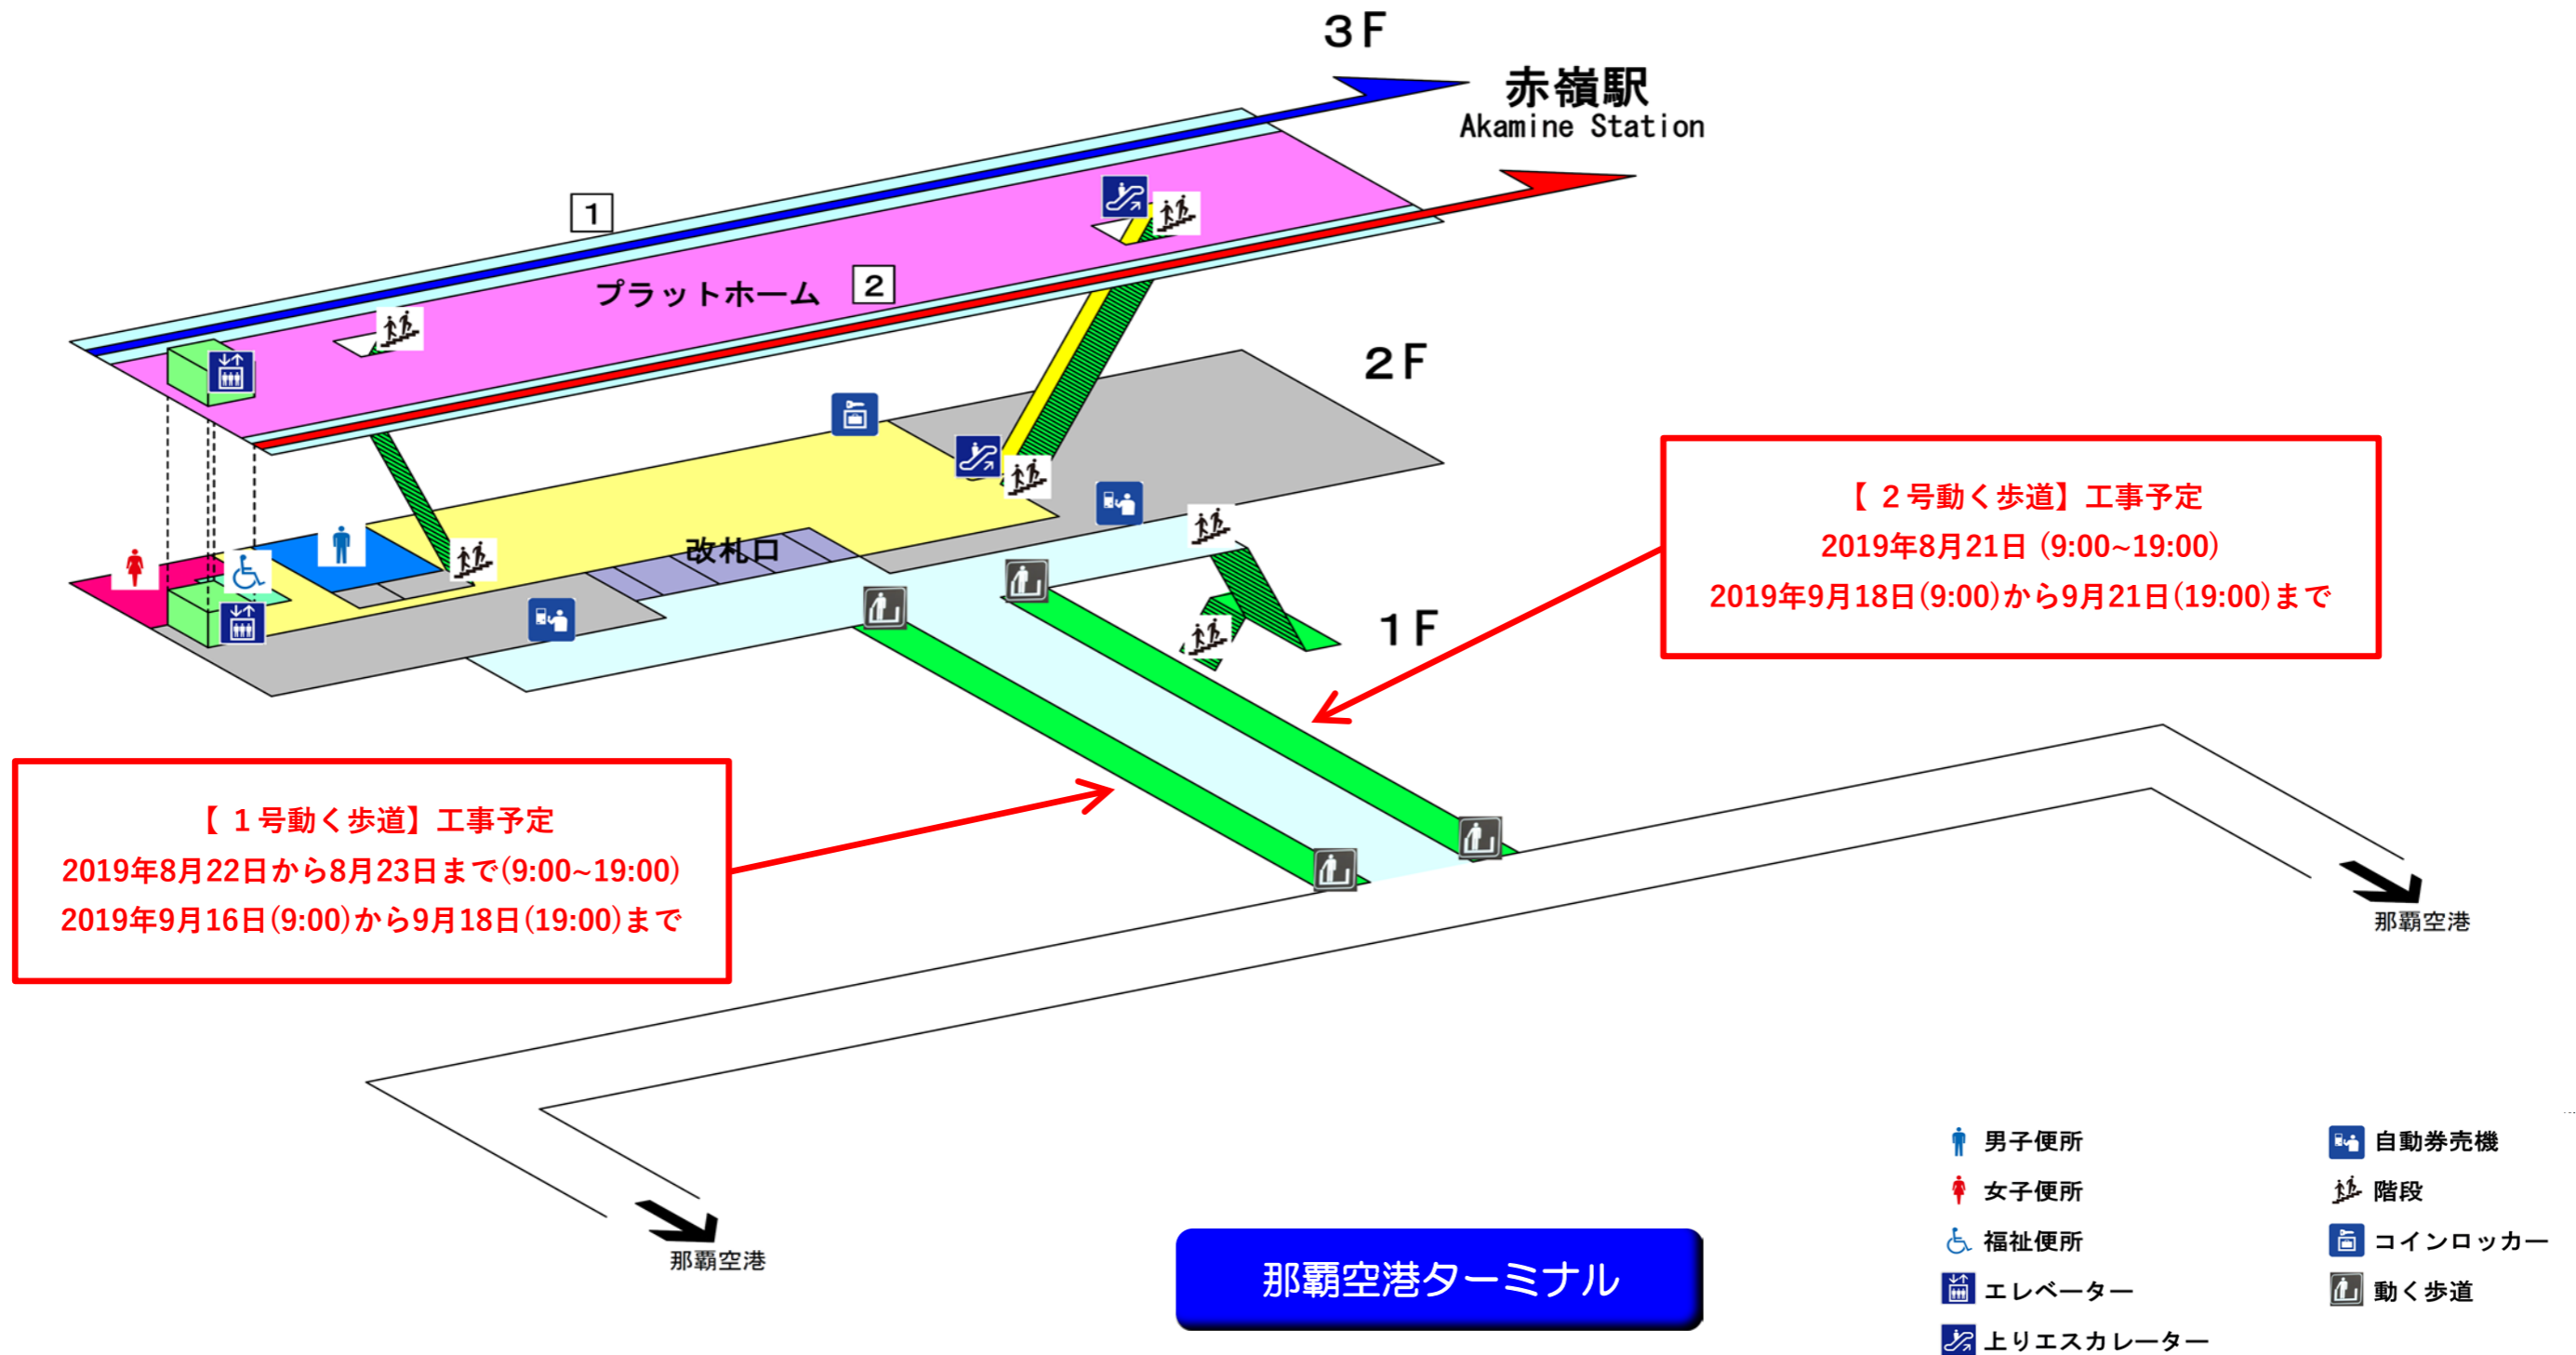 3F
赤嶺駅
Akamine Station
1
プラットホーム
2
2F
改札口
1F
【 2号動く歩道】工事予定
2019年8月21日 (9:00~19:00)
2019年9月18日(9:00)から9月21日(19:00)まで
【 1号動く歩道】工事予定
2019年8月22日から8月23日まで(9:00~19:00)
2019年9月16日(9:00)から9月18日(19:00)まで
那覇空港
那覇空港
那覇空港ターミナル
男子便所
女子便所
福祉便所
エレベーター
上りエスカレーター
自動券売機
階段
コインロッカー
動く歩道